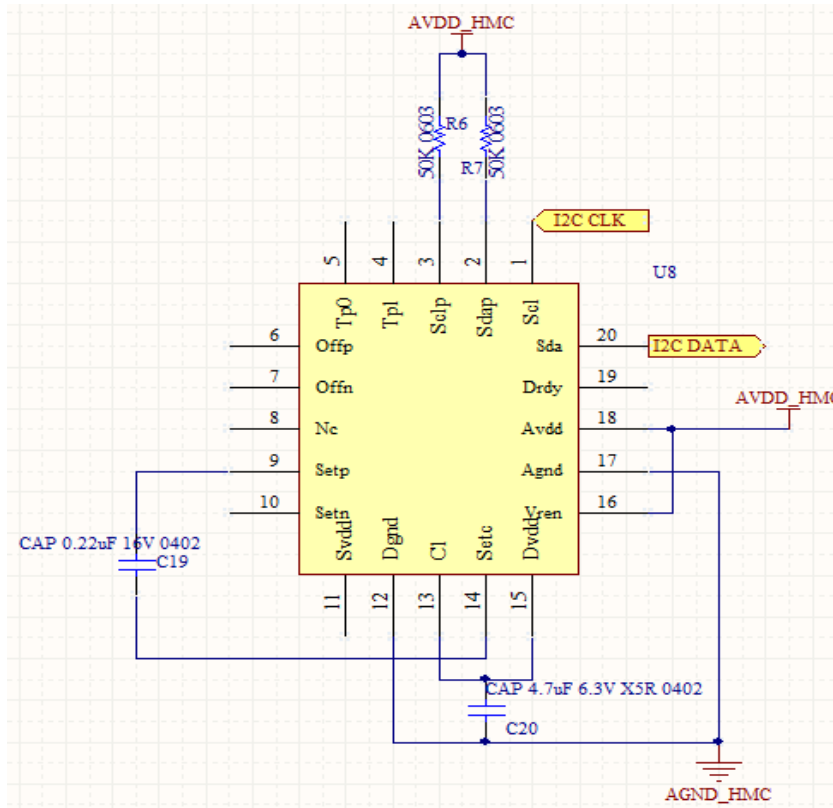 AVDD_HMC
50K 0603
R6
R7
50K 0603
I2C CLK
U8
5
4
3
2
1
Tp0
Tp1
Sclp
Sdap
Scl
6
Offp
Sda
20
I2C DATA
7
Offn
Drdy
19
AVDD_HMC
8
Nc
Avdd
18
9
Setp
Agnd
17
10
Setn
Vren
16
CAP 0.22uF 16V 0402
C19
Svdd
Dgnd
C1
Setc
Dvdd
11
12
13
14
15
CAP 4.7uF 6.3V X5R 0402
C20
AGND_HMC